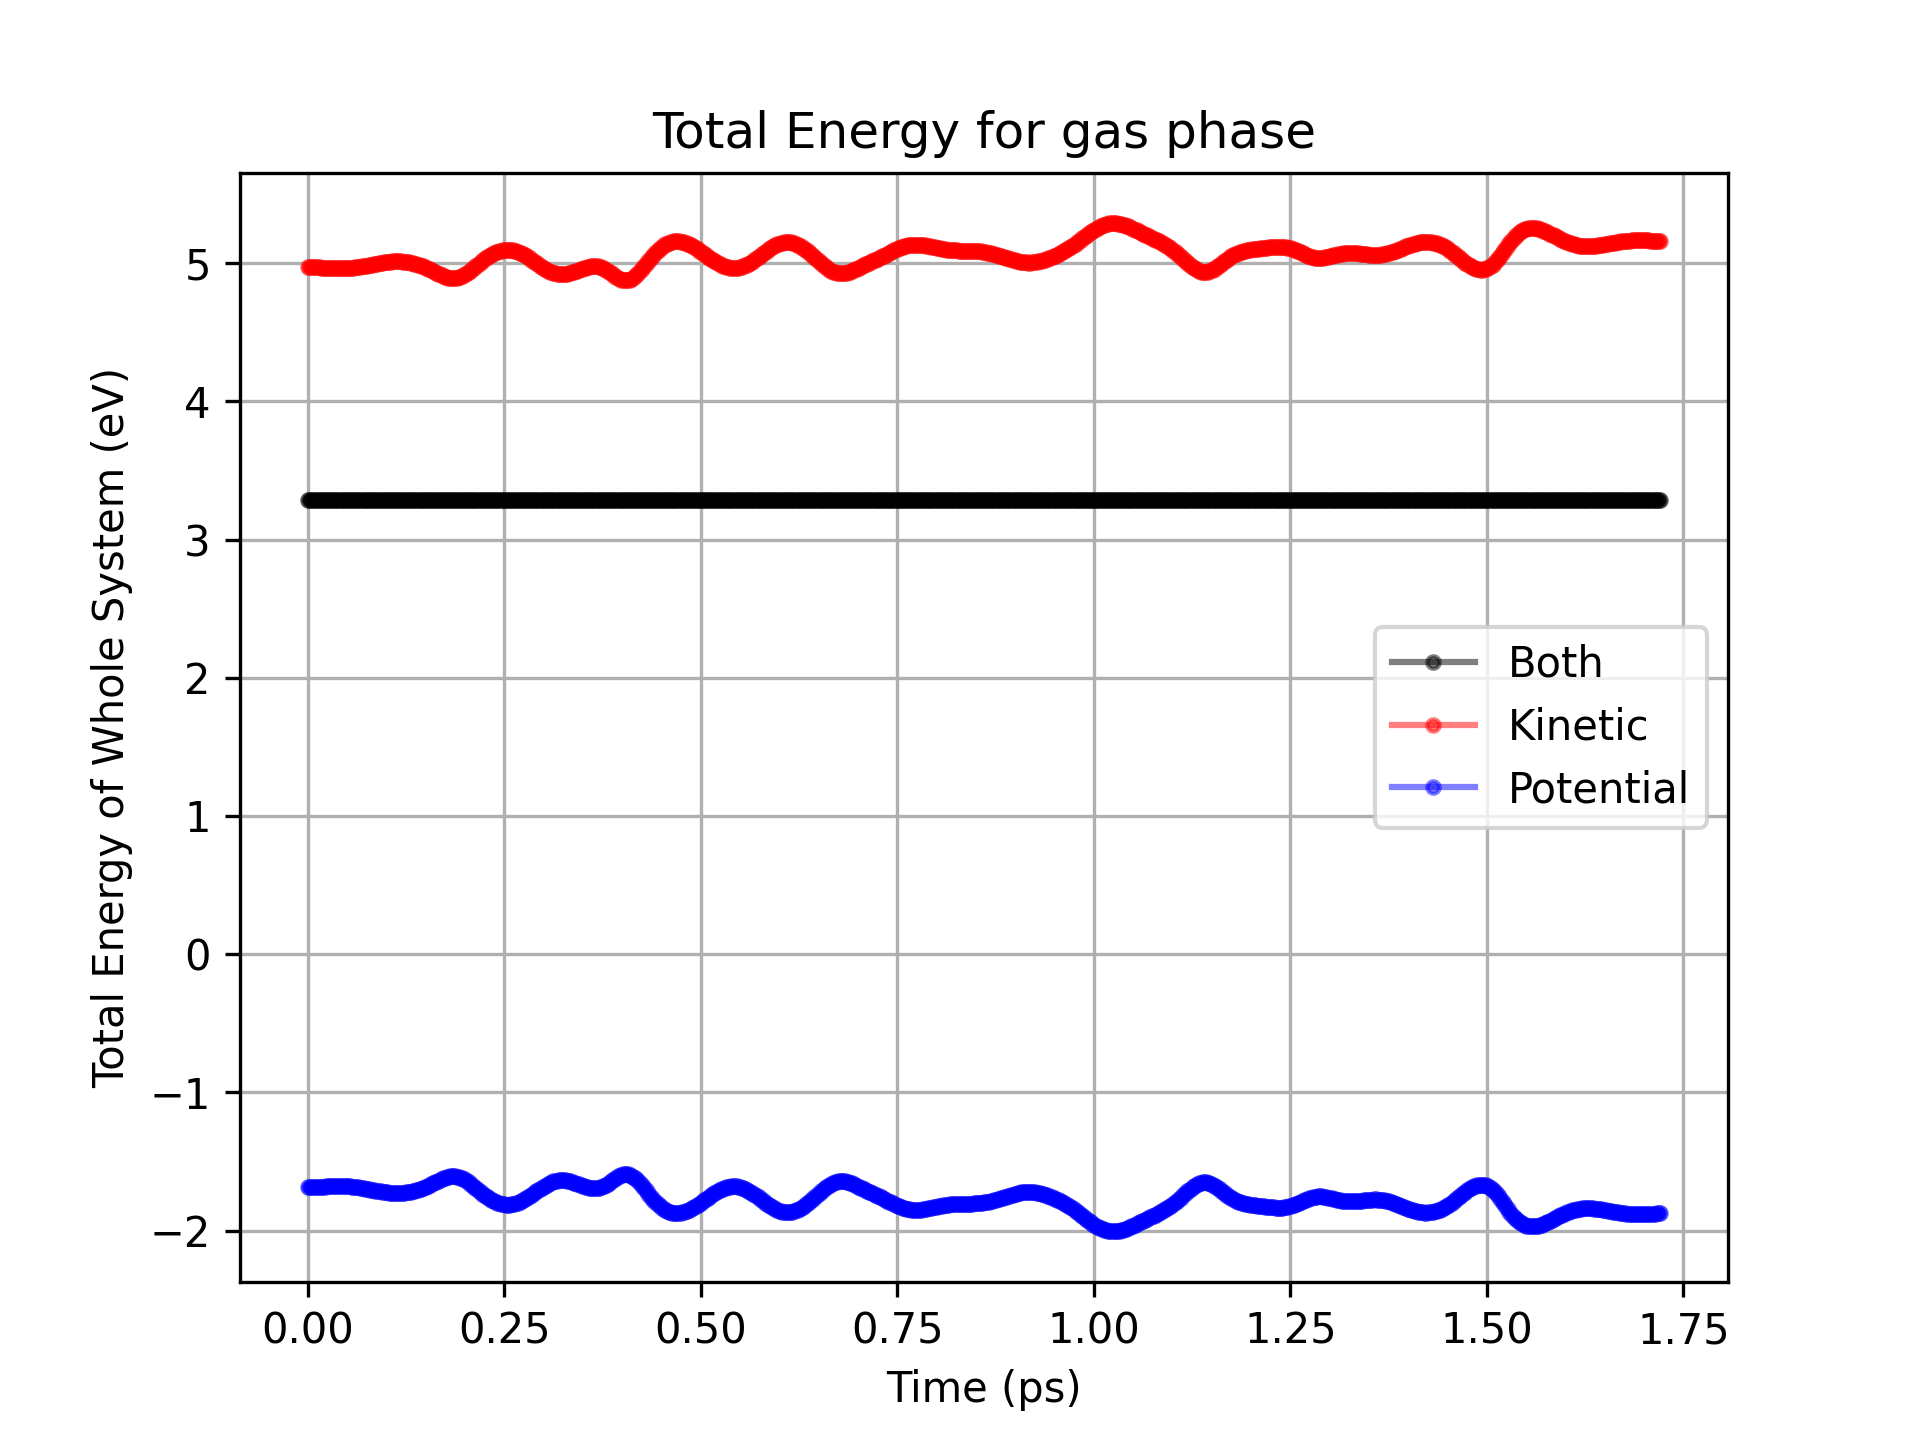 Total Energy for gas phase
Total Energy of Whole System (eV)
5
4
3
2
1
0
−1
−2
Both
Kinetic
Potential
0.00 0.25 0.50 0.75 1.00 1.25 1.50 1.75
Time (ps)